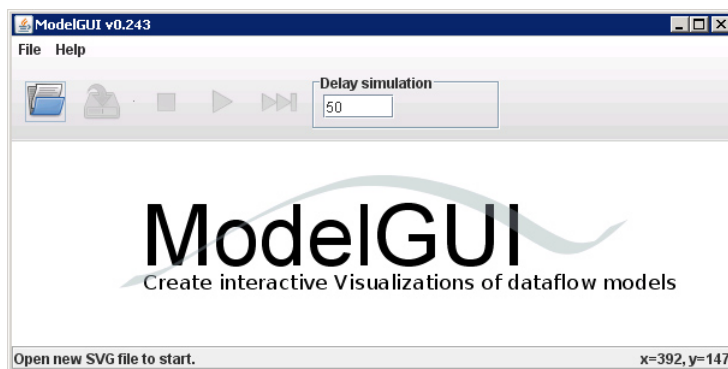 ModelGUI v0.243
File Help
Delay simulation
50
ModelGUI
Create interactive Visualizations of dataflow models
Open new SVG file to start. x=392, y=147